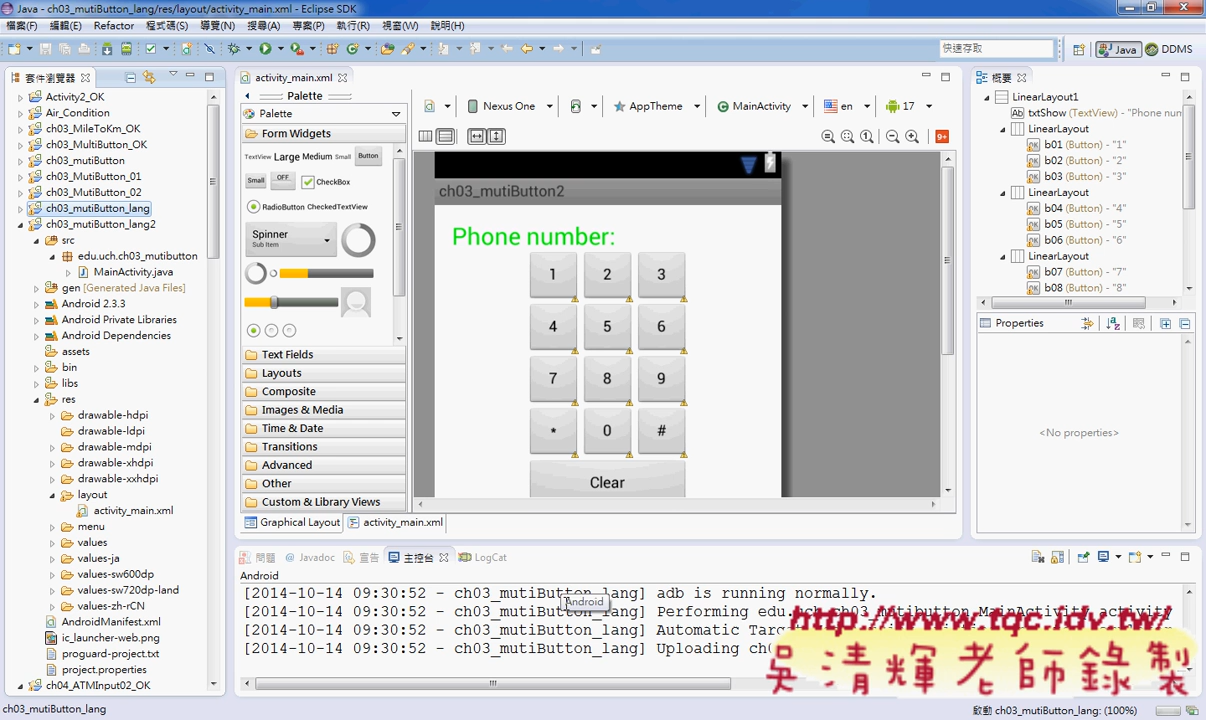 Java - ch03_mutiButton_lang/res/layout/activity_main.xml - Eclipse SDK
檔案(F) 編輯(E) Refactor 程式碼(S) 導覽(N) 搜尋(A) 專案(P) 執行(R) 視窗(W) 說明(H)
快速存取 Java DDMS
套件瀏覽器
Activity2_OK
Air_Condition
ch03_MileToKm_OK
ch03_MultiButton_OK
ch03_mutiButton
ch03_MutiButton_01
ch03_MutiButton_02
ch03_mutiButton_lang
ch03_mutiButton_lang2
src
edu.uch.ch03_mutibutton
MainActivity.java
gen [Generated Java Files]
Android 2.3.3
Android Private Libraries
Android Dependencies
assets
bin
libs
res
drawable-hdpi
drawable-ldpi
drawable-mdpi
drawable-xhdpi
drawable-xxhdpi
layout
activity_main.xml
menu
values
values-ja
values-sw600dp
values-sw720dp-land
values-zh-rCN
AndroidManifest.xml
ic_launcher-web.png
proguard-project.txt
project.properties
ch04_ATMInput02_OK
activity_main.xml
Palette
Palette
Form Widgets
TextView Large Medium Small Button
Small OFF CheckBox
RadioButton CheckedTextView
Spinner
Sub Item
Text Fields
Layouts
Composite
Images & Media
Time & Date
Transitions
Advanced
Other
Custom & Library Views
Nexus One AppTheme MainActivity en 17
9+
ch03_mutiButton2
Phone number:
1 2 3
4 5 6
7 8 9
* 0 #
Clear
Graphical Layout activity_main.xml
概要
LinearLayout1
txtShow (TextView) - "Phone num
LinearLayout
b01 (Button) - "1"
b02 (Button) - "2"
b03 (Button) - "3"
LinearLayout
b04 (Button) - "4"
b05 (Button) - "5"
b06 (Button) - "6"
LinearLayout
b07 (Button) - "7"
b08 (Button) - "8"
Properties
<No properties>
問題 Javadoc 宣告 主控台 LogCat
Android
[2014-10-14 09:30:52 - ch03_mutiButton_lang] adb is running normally.
Android
[2014-10-14 09:30:52 - ch03_mutiButton_lang] Performing edu.uch.ch03_mutibutton.MainActivity activity
[2014-10-14 09:30:52 - ch03_mutiButton_lang] Automatic
[2014-10-14 09:30:52 - ch03_mutiButton_lang] Uploading
http://www.tqc.idv.tw/
吳清輝老師錄製
ch03_mutiButton_lang
啟動 ch03_mutiButton_lang: (100%)